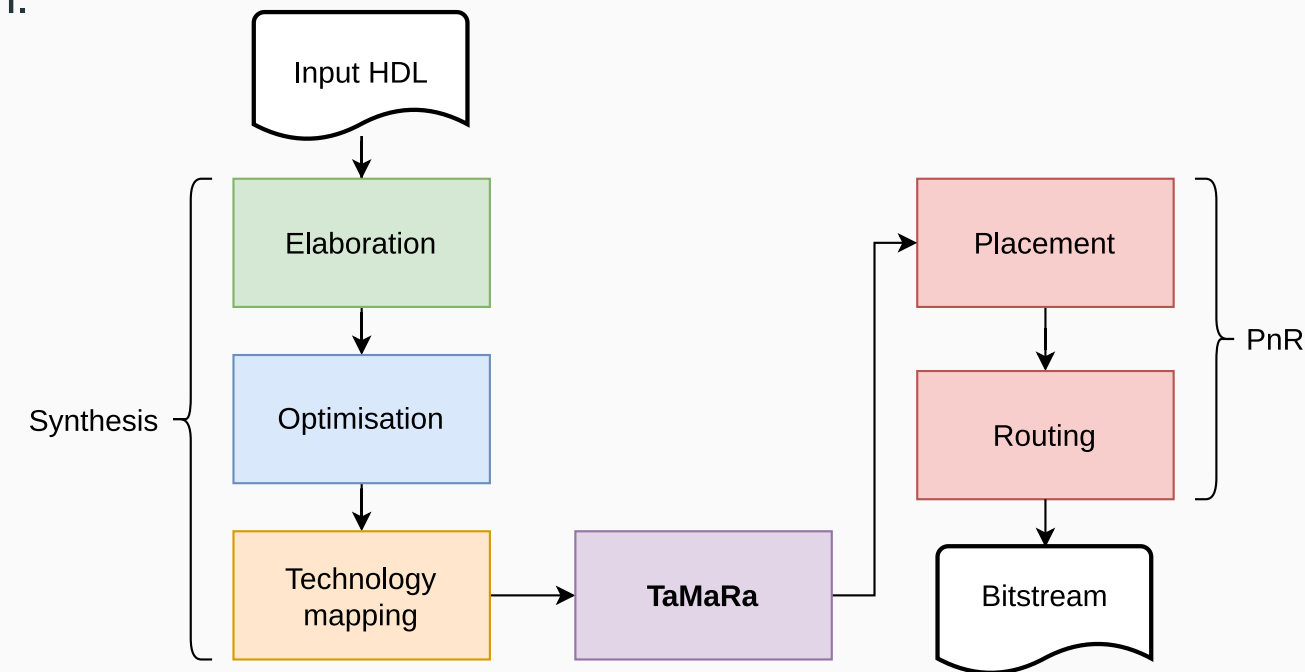 Input HDL
Elaboration
Optimisation
Technology
mapping
Synthesis
TaMaRa
Placement
Routing
PnR
Bitstream